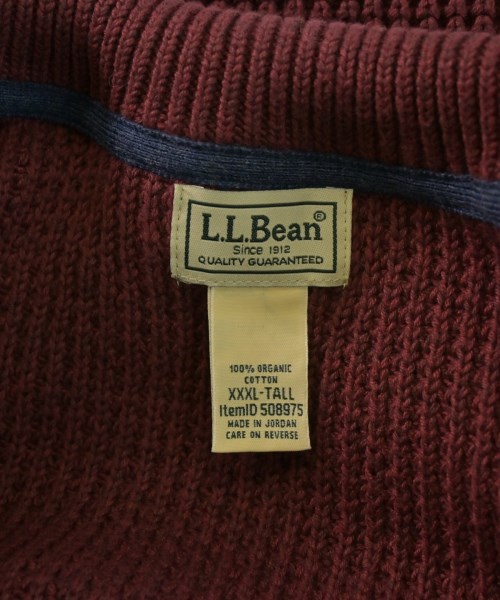 L.L.Bean®
Since 1912
QUALITY GUARANTEED
100% ORGANIC
COTTON
XXXL-TALL
ItemID 508975
MADE IN JORDAN
CARE ON REVERSE